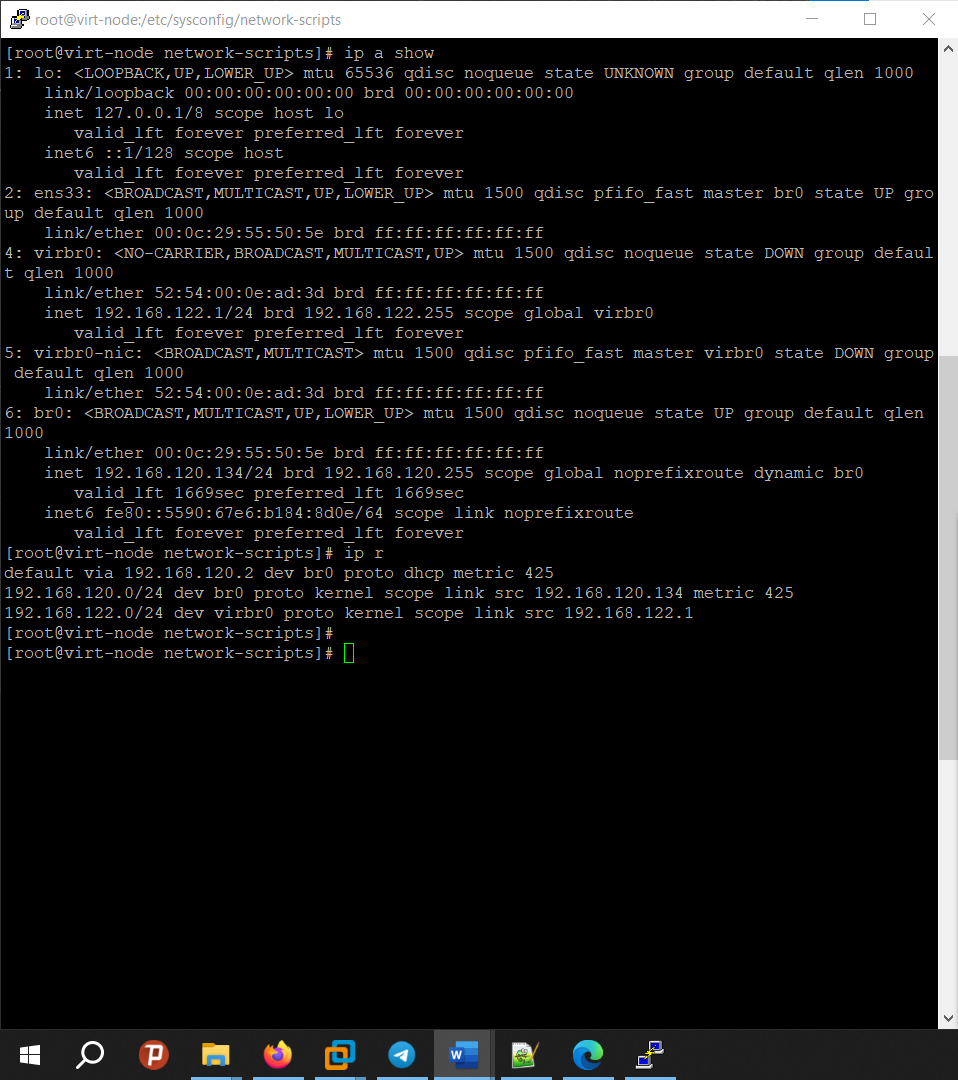 root@virt-node:/etc/sysconfig/network-scripts
[root@virt-node network-scripts]# ip a show
1: lo: <LOOPBACK,UP,LOWER_UP> mtu 65536 qdisc noqueue state UNKNOWN group default qlen 1000
    link/loopback 00:00:00:00:00:00 brd 00:00:00:00:00:00
    inet 127.0.0.1/8 scope host lo
       valid_lft forever preferred_lft forever
    inet6 ::1/128 scope host
       valid_lft forever preferred_lft forever
2: ens33: <BROADCAST,MULTICAST,UP,LOWER_UP> mtu 1500 qdisc pfifo_fast master br0 state UP gro
up default qlen 1000
    link/ether 00:0c:29:55:50:5e brd ff:ff:ff:ff:ff:ff
4: virbr0: <NO-CARRIER,BROADCAST,MULTICAST,UP> mtu 1500 qdisc noqueue state DOWN group defaul
t qlen 1000
    link/ether 52:54:00:0e:ad:3d brd ff:ff:ff:ff:ff:ff
    inet 192.168.122.1/24 brd 192.168.122.255 scope global virbr0
       valid_lft forever preferred_lft forever
5: virbr0-nic: <BROADCAST,MULTICAST> mtu 1500 qdisc pfifo_fast master virbr0 state DOWN group
 default qlen 1000
    link/ether 52:54:00:0e:ad:3d brd ff:ff:ff:ff:ff:ff
6: br0: <BROADCAST,MULTICAST,UP,LOWER_UP> mtu 1500 qdisc noqueue state UP group default qlen
1000
    link/ether 00:0c:29:55:50:5e brd ff:ff:ff:ff:ff:ff
    inet 192.168.120.134/24 brd 192.168.120.255 scope global noprefixroute dynamic br0
       valid_lft 1669sec preferred_lft 1669sec
    inet6 fe80::5590:67e6:b184:8d0e/64 scope link noprefixroute
       valid_lft forever preferred_lft forever
[root@virt-node network-scripts]# ip r
default via 192.168.120.2 dev br0 proto dhcp metric 425
192.168.120.0/24 dev br0 proto kernel scope link src 192.168.120.134 metric 425
192.168.122.0/24 dev virbr0 proto kernel scope link src 192.168.122.1
[root@virt-node network-scripts]#
[root@virt-node network-scripts]#